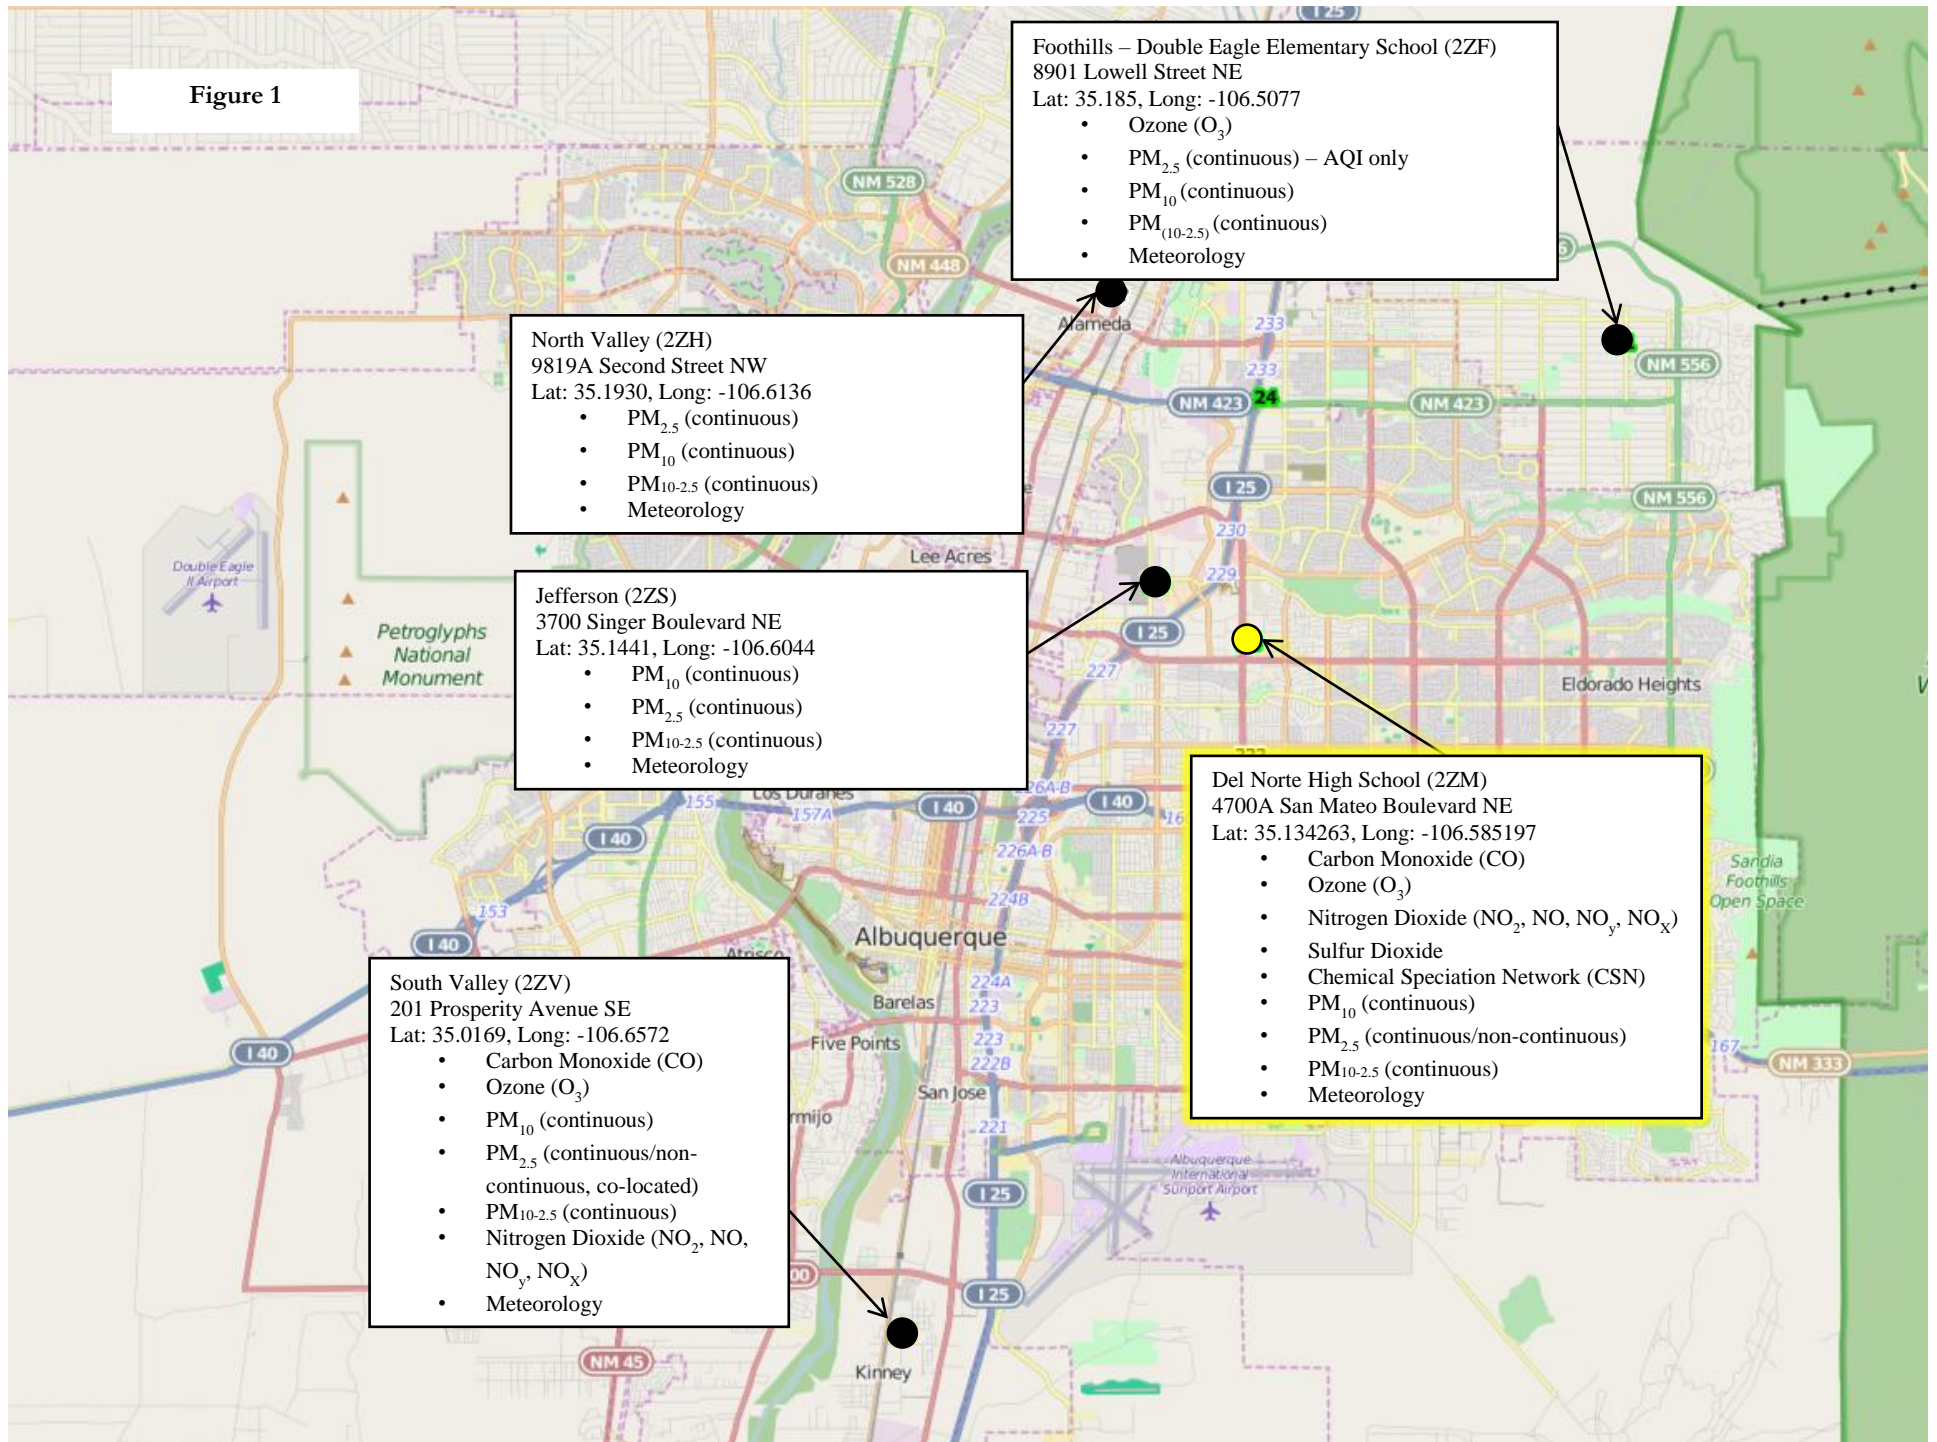 Figure 1
Foothills – Double Eagle Elementary School (2ZF)
8901 Lowell Street NE
Lat: 35.185, Long: -106.5077
• Ozone (O3)
• PM2.5 (continuous) – AQI only
• PM10 (continuous)
• PM(10-2.5) (continuous)
• Meteorology
North Valley (2ZH)
9819A Second Street NW
Lat: 35.1930, Long: -106.6136
• PM2.5 (continuous)
• PM10 (continuous)
• PM10-2.5 (continuous)
• Meteorology
Jefferson (2ZS)
3700 Singer Boulevard NE
Lat: 35.1441, Long: -106.6044
• PM10 (continuous)
• PM2.5 (continuous)
• PM10-2.5 (continuous)
• Meteorology
Del Norte High School (2ZM)
4700A San Mateo Boulevard NE
Lat: 35.134263, Long: -106.585197
• Carbon Monoxide (CO)
• Ozone (O3)
• Nitrogen Dioxide (NO2, NO, NOy, NOX)
• Sulfur Dioxide
• Chemical Speciation Network (CSN)
• PM10 (continuous)
• PM2.5 (continuous/non-continuous)
• PM10-2.5 (continuous)
• Meteorology
South Valley (2ZV)
201 Prosperity Avenue SE
Lat: 35.0169, Long: -106.6572
• Carbon Monoxide (CO)
• Ozone (O3)
• PM10 (continuous)
• PM2.5 (continuous/non-
continuous, co-located)
• PM10-2.5 (continuous)
• Nitrogen Dioxide (NO2, NO,
NOy, NOX)
• Meteorology
I 25
NM 528
NM 448
Alameda
233
233
NM 556
NM 423
24
NM 423
I 25
NM 556
230
Lee Acres
229
Double Eagle
II Airport
Petroglyphs
National
Monument
I 25
227
Eldorado Heights
227
Los Duranes
155
157A
I 40
226A-B
I 40
225
I 40
226A-B
Sandia
Foothills
Open Space
224B
153
I 40
Albuquerque
Atrisco
224A
Barelas
223
Five Points
223
222B
I 40
167
NM 333
San Jose
221
Albuquerque
International
Sunport Airport
I 25
I 25
NM 45
Kinney